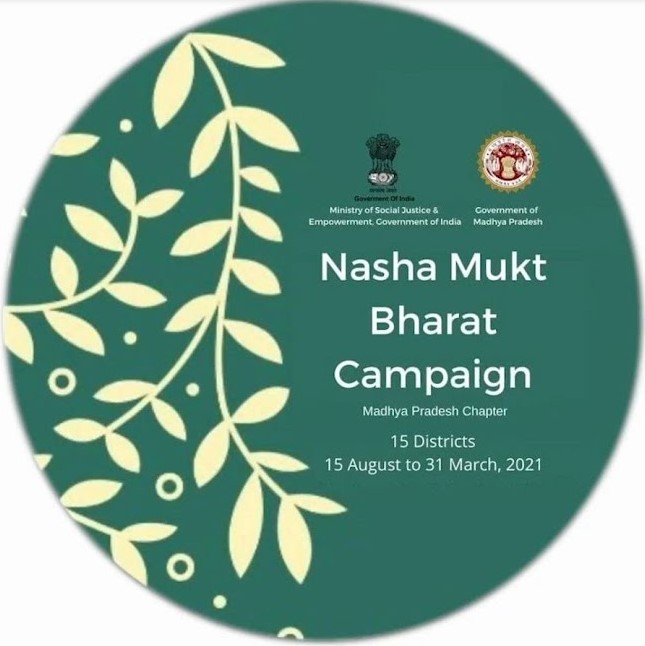 Government Of India
Ministry of Social Justice &
Empowerment, Government of India
Government of
Madhya Pradesh
Nasha Mukt
Bharat
Campaign
Madhya Pradesh Chapter
15 Districts
15 August to 31 March, 2021